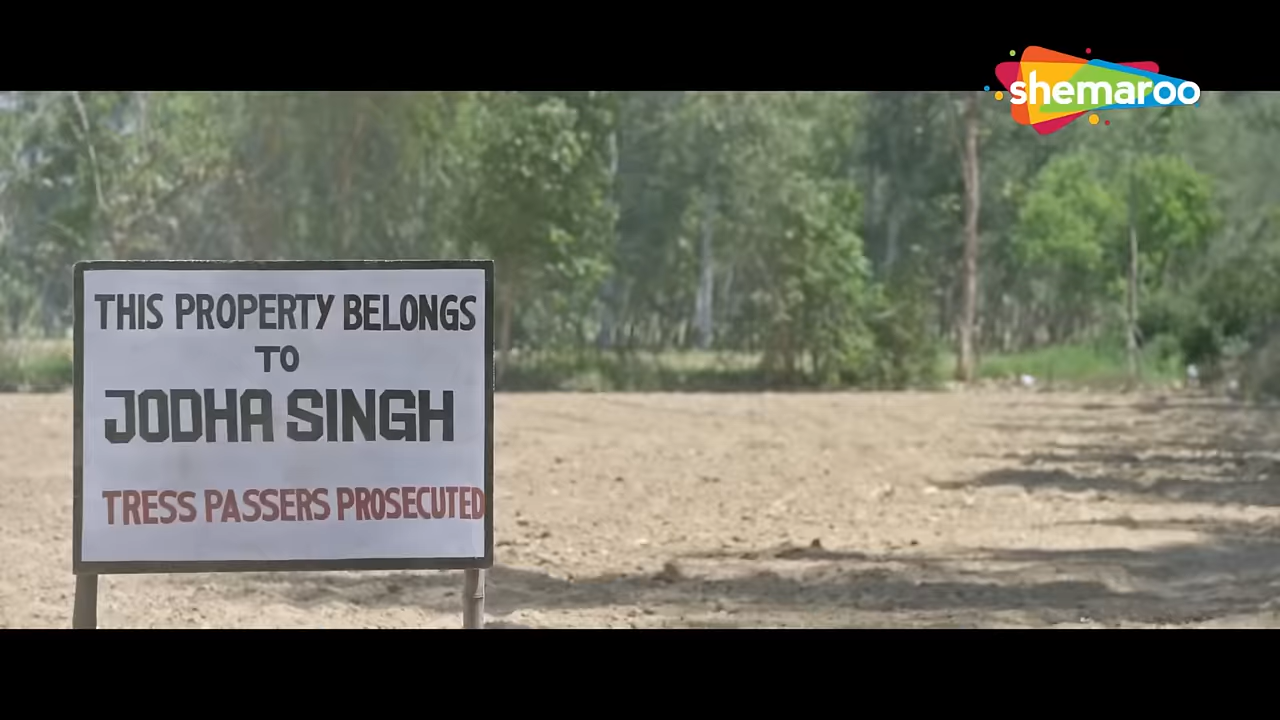 shemaroo
THIS PROPERTY BELONGS
TO
JODHA SINGH
TRESS PASSERS PROSECUTED